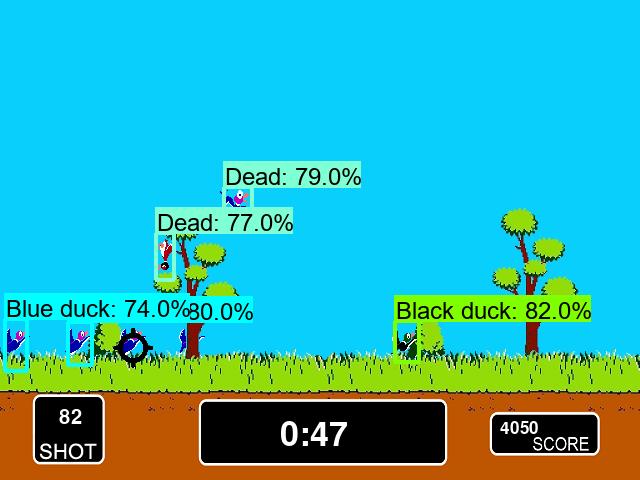 Dead: 79.0%
Dead: 77.0%
Blue duck: 74.0%
80.0%
Black duck: 82.0%
82
SHOT
0:47
4050
SCORE